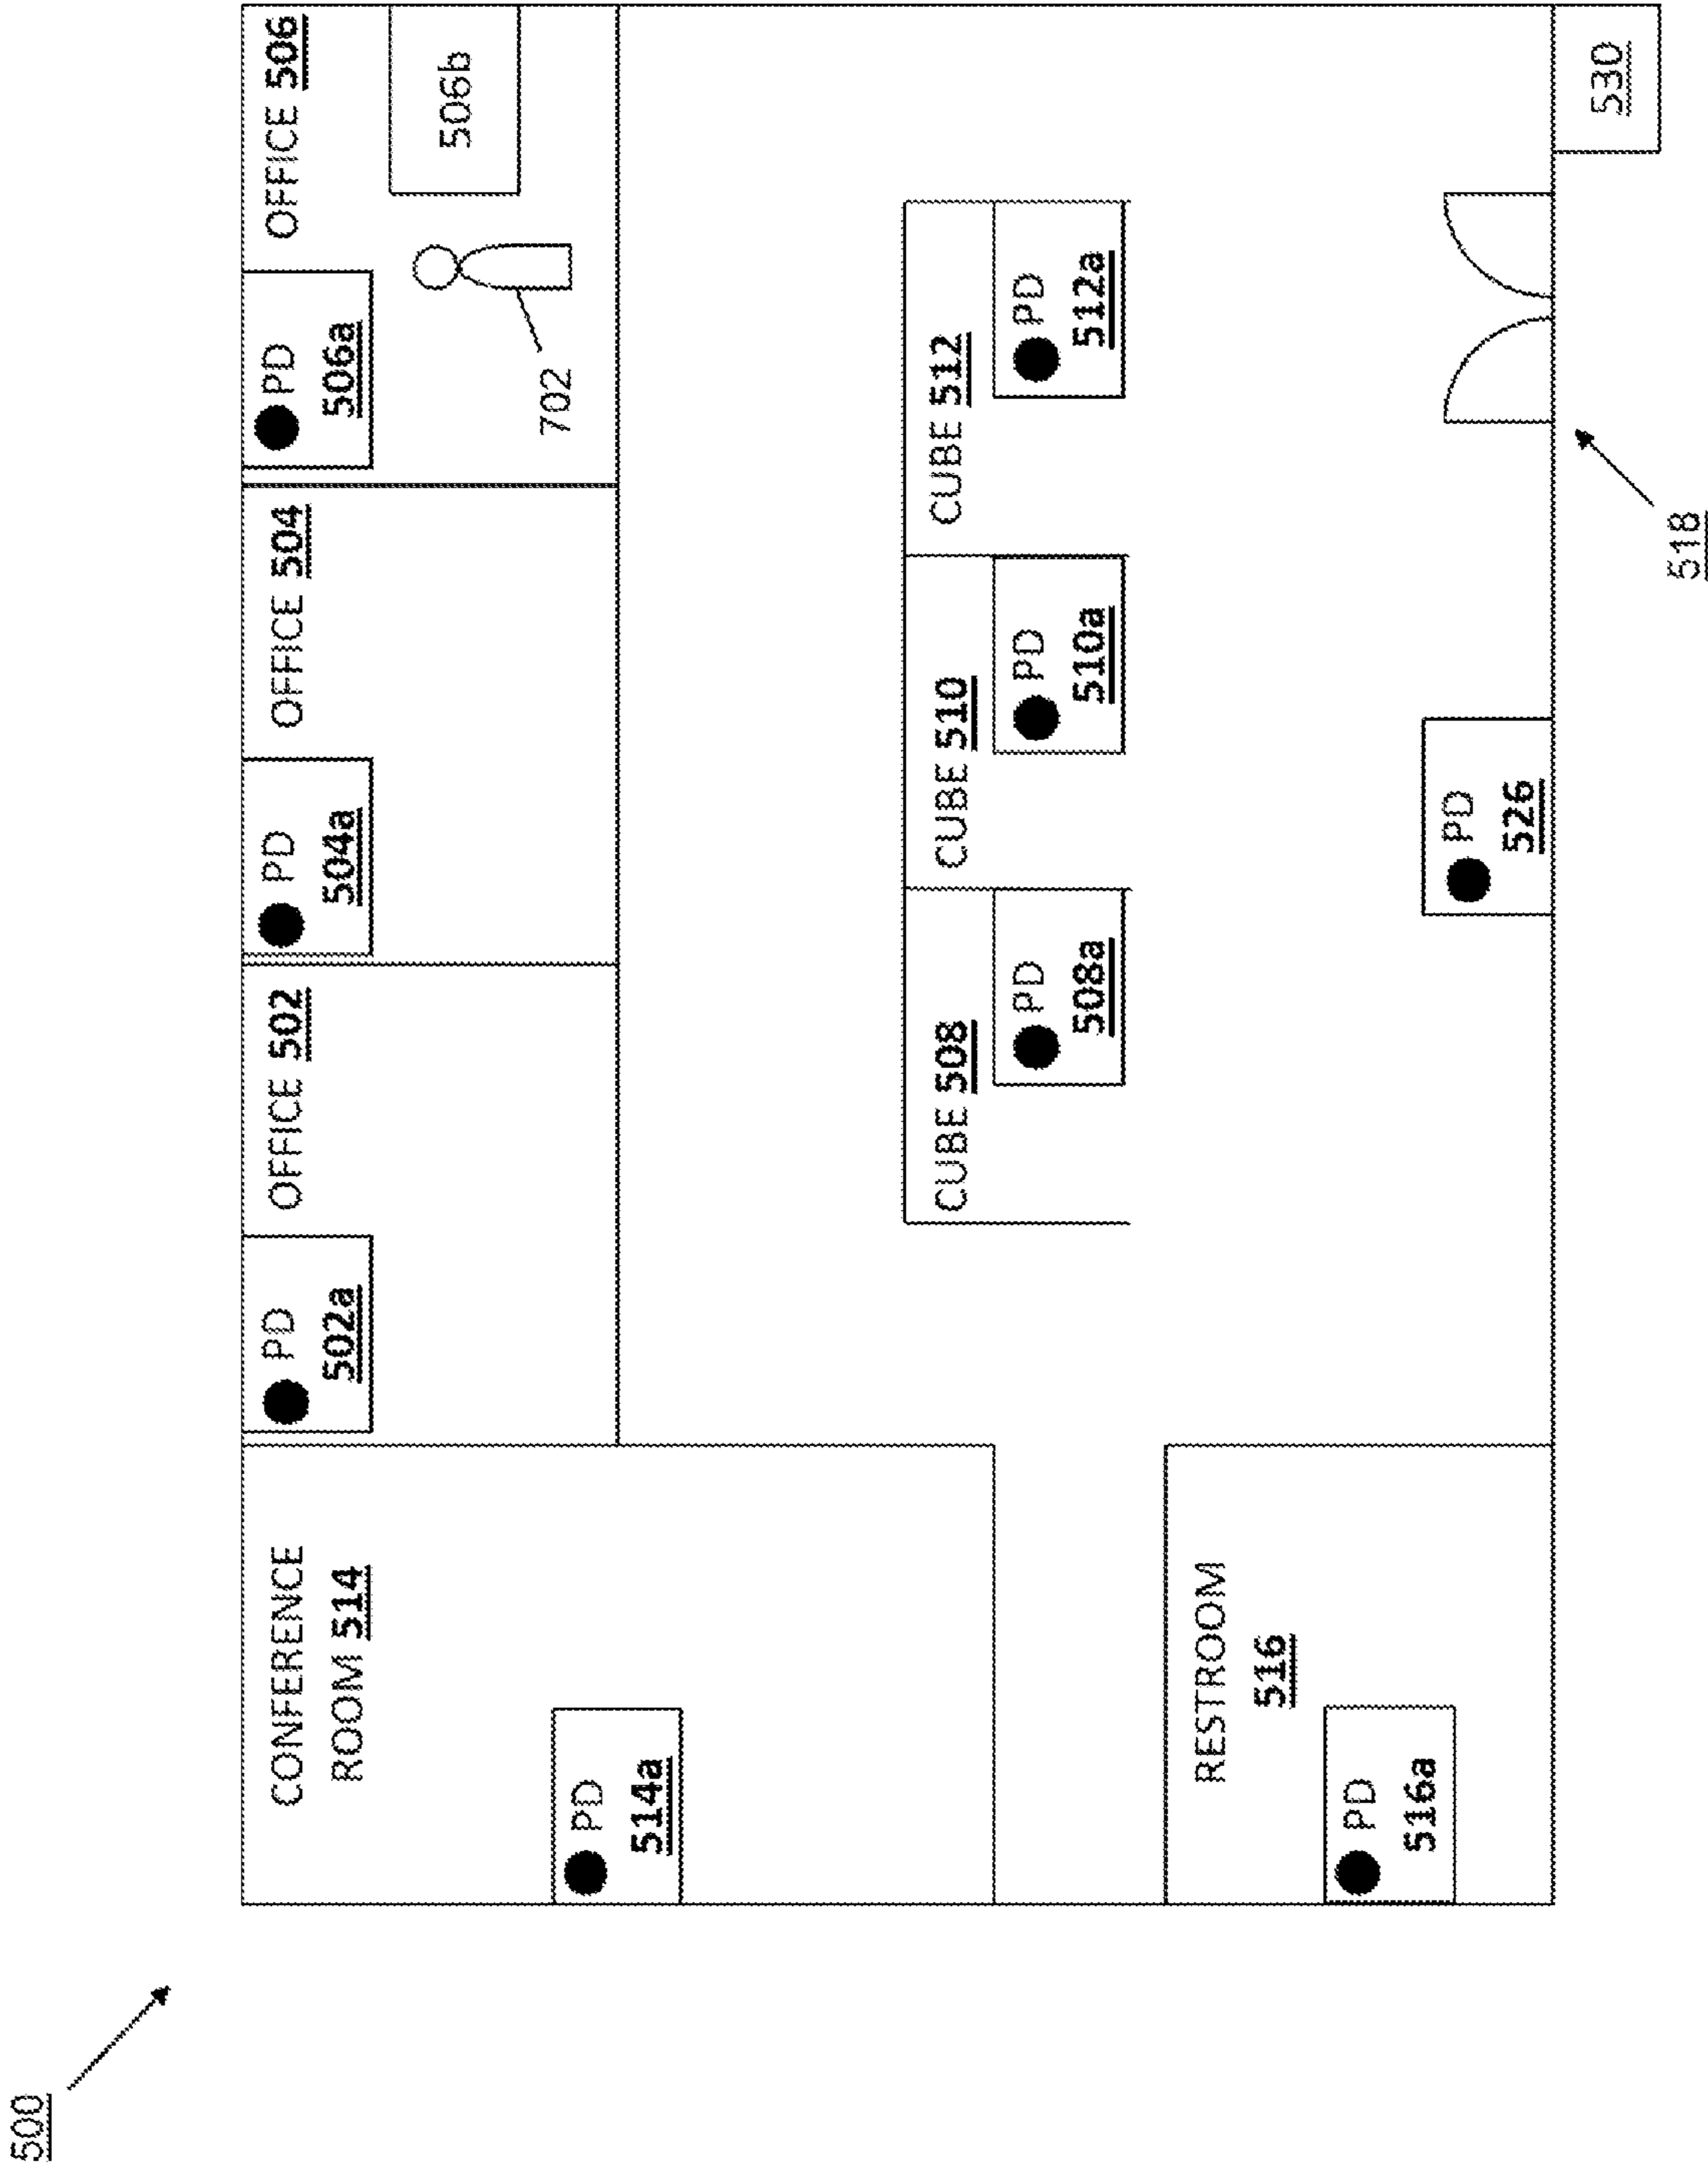 500
CONFERENCE
ROOM 514
PD
514a
OFFICE 502
PD
502a
OFFICE 504
PD
504a
OFFICE 506
PD
506a
506b
702
CUBE 508
PD
508a
CUBE 510
PD
510a
CUBE 512
PD
512a
RESTROOM
516
PD
516a
PD
526
518
530